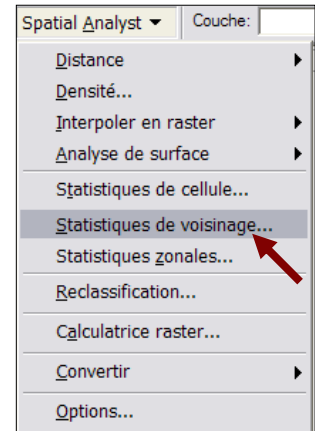 Spatial Analyst Couche:
Distance
Densité...
Interpoler en raster
Analyse de surface
Statistiques de cellule...
Statistiques de voisinage...
Statistiques zonales...
Reclassification...
Calculatrice raster...
Convertir
Options...